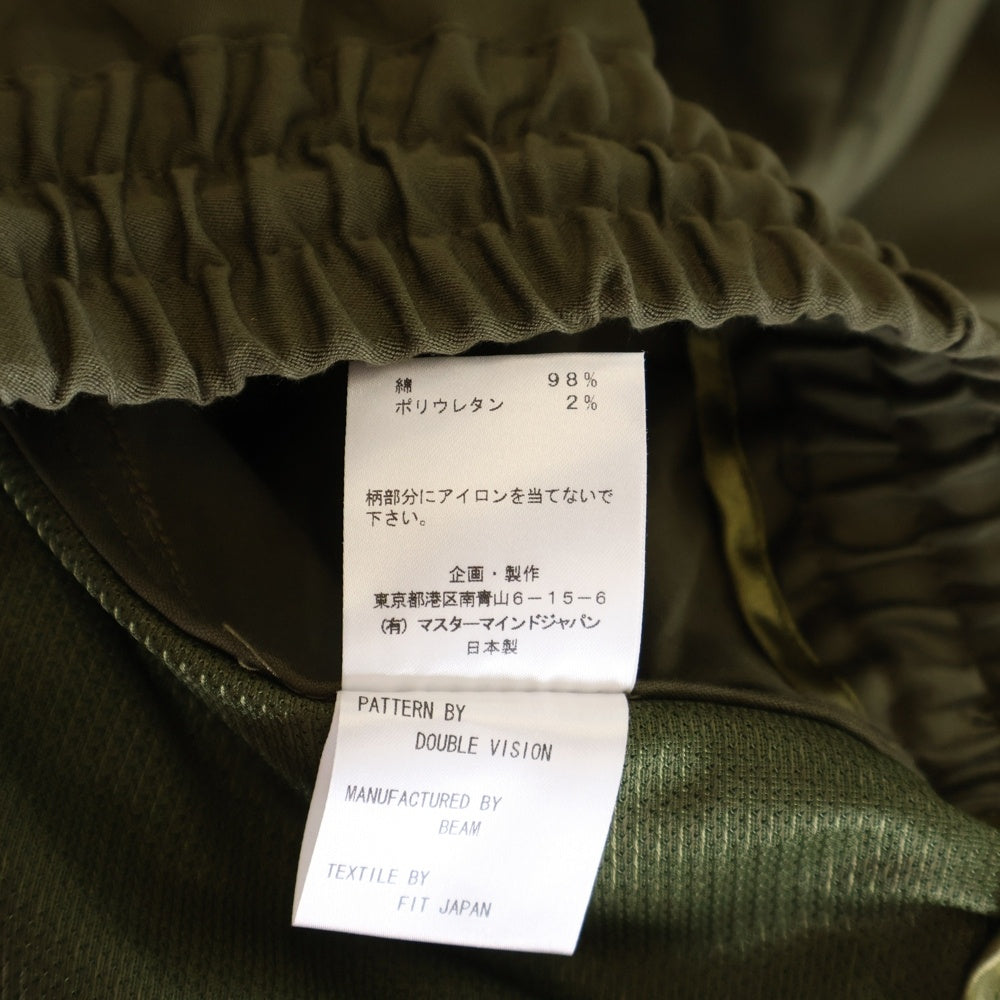 綿 98%
ポリウレタン 2%
柄部分にアイロンを当てないで
下さい。
企画・製作
東京都港区南青山6-15-6
(有) マスターマインドジャパン
日本製
PATTERN BY
DOUBLE VISION
MANUFACTURED BY
BEAM
TEXTILE BY
FIT JAPAN